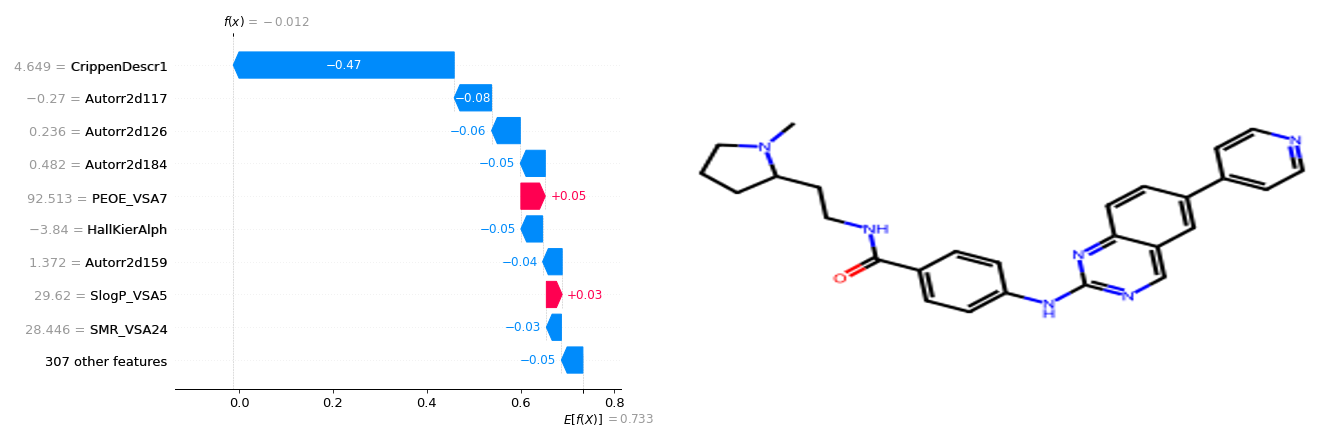 f(x) = −0.012
4.649 = CrippenDescr1
−0.47
−0.27 = Autorr2d117
−0.08
0.236 = Autorr2d126
−0.06
0.482 = Autorr2d184
−0.05
92.513 = PEOE_VSA7
+0.05
−3.84 = HallKierAlph
−0.05
1.372 = Autorr2d159
−0.04
29.62 = SlogP_VSA5
+0.03
28.446 = SMR_VSA24
−0.03
307 other features
−0.05
0.0 0.2 0.4 0.6 0.8
E[f(X)] = 0.733
N
NH
O
N
H
N
N
N